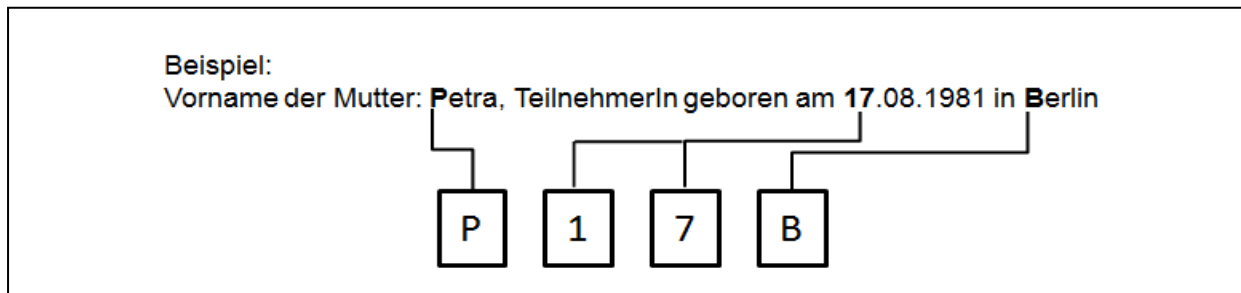 Beispiel:
Vorname der Mutter: Petra, TeilnehmerIn geboren am 17.08.1981 in Berlin
P 1 7 B